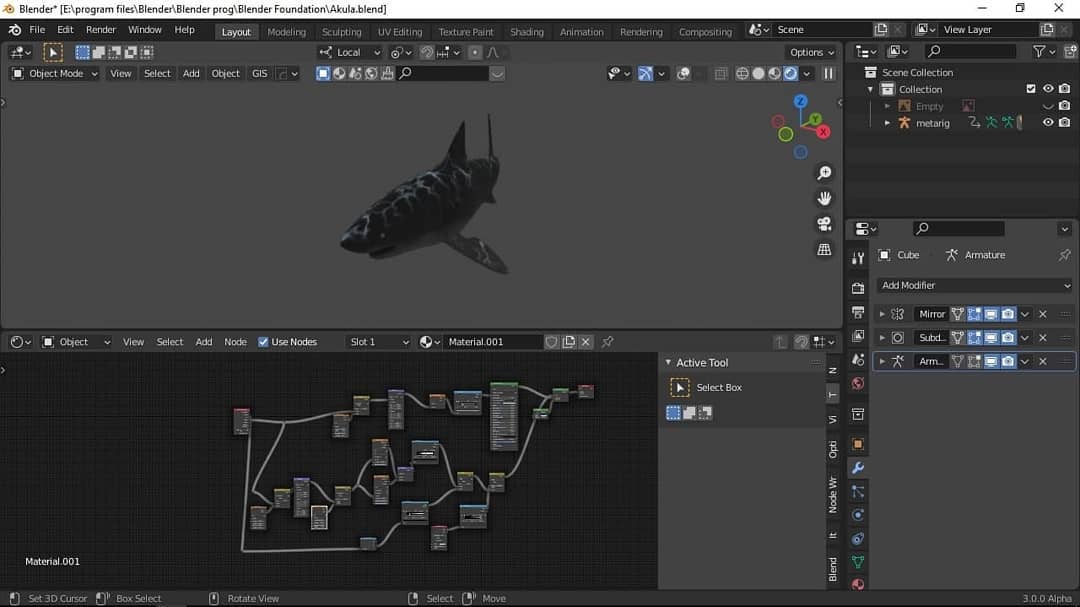 Blender* [E:\program files\Blender\Blender prog\Blender Foundation\Akula.blend]
File Edit Render Window Help Layout Modeling Sculpting UV Editing Texture Paint Shading Animation Rendering Compositing Scene View Layer
Local Options
Object Mode View Select Add Object GIS
Scene Collection
Collection
Empty
metarig
Z
Y
X
Cube Armature
Add Modifier
Mirror
Subd...
Arm...
Object View Select Add Node Use Nodes Slot 1 Material.001
Active Tool
Select Box
N
T
Vi
Opti
Node Wr
It
Blend
Material.001
Set 3D Cursor Box Select Rotate View Select Move 3.0.0 Alpha